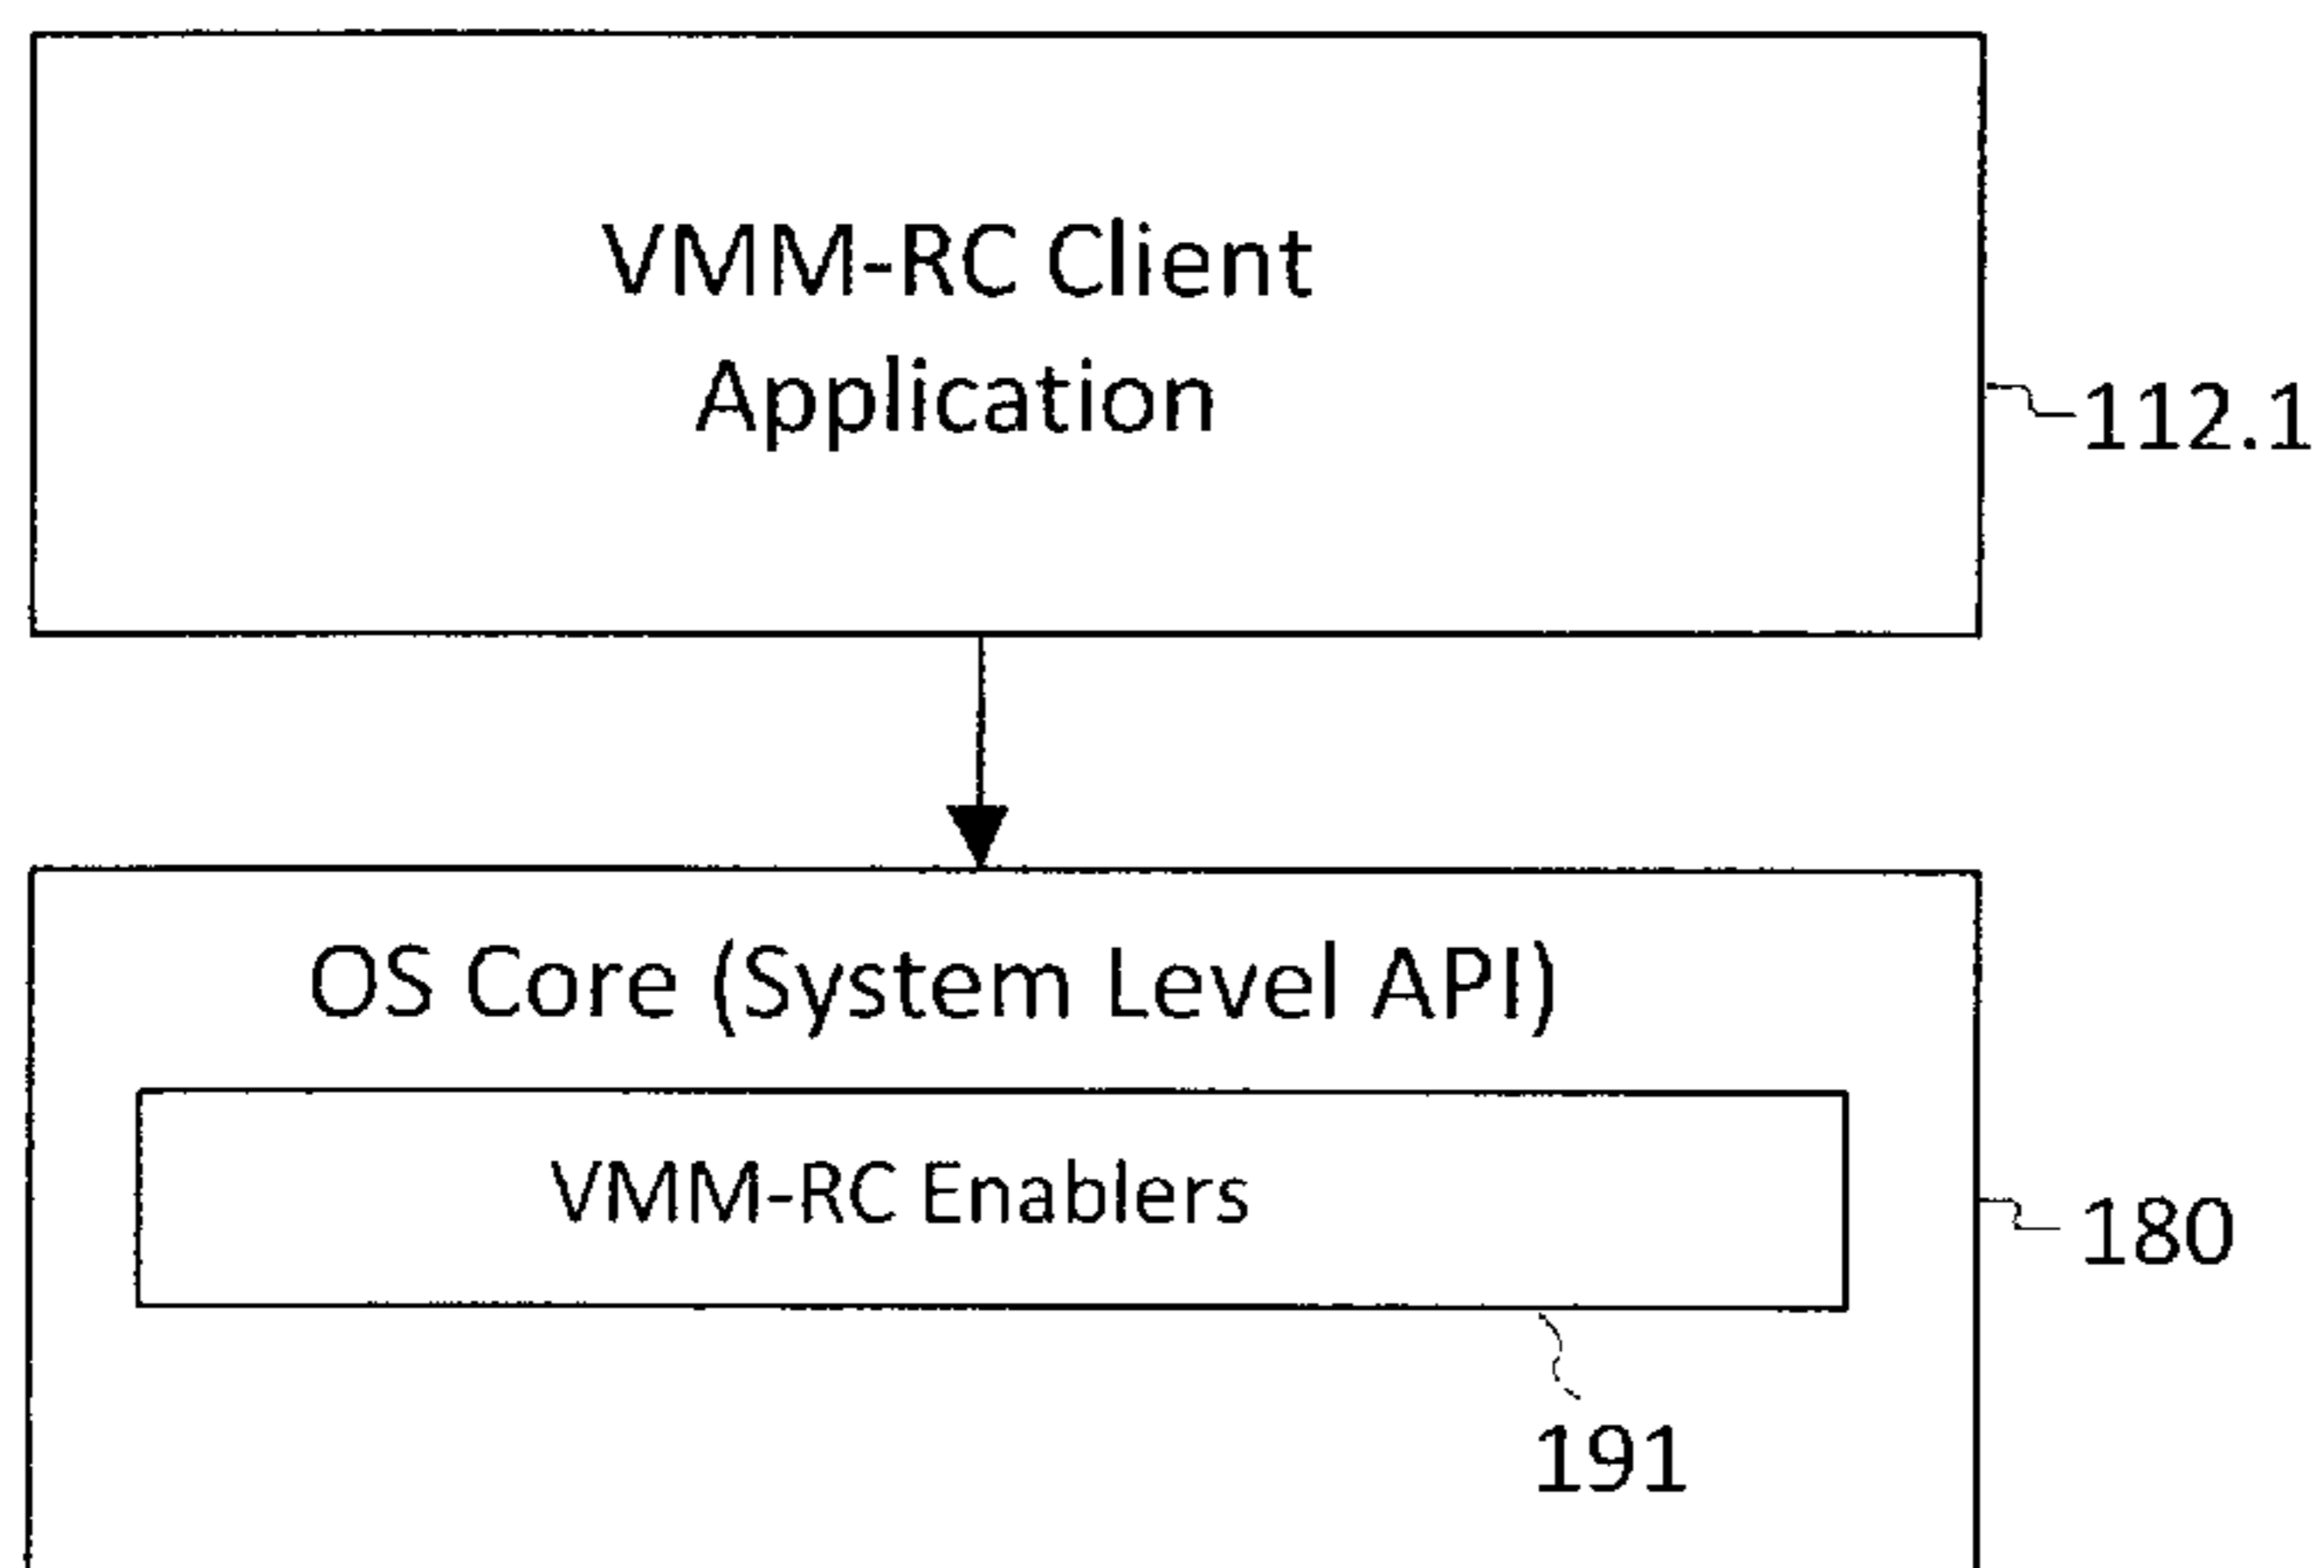 VMM-RC Client
Application
112.1
OS Core (System Level API)
VMM-RC Enablers
180
191